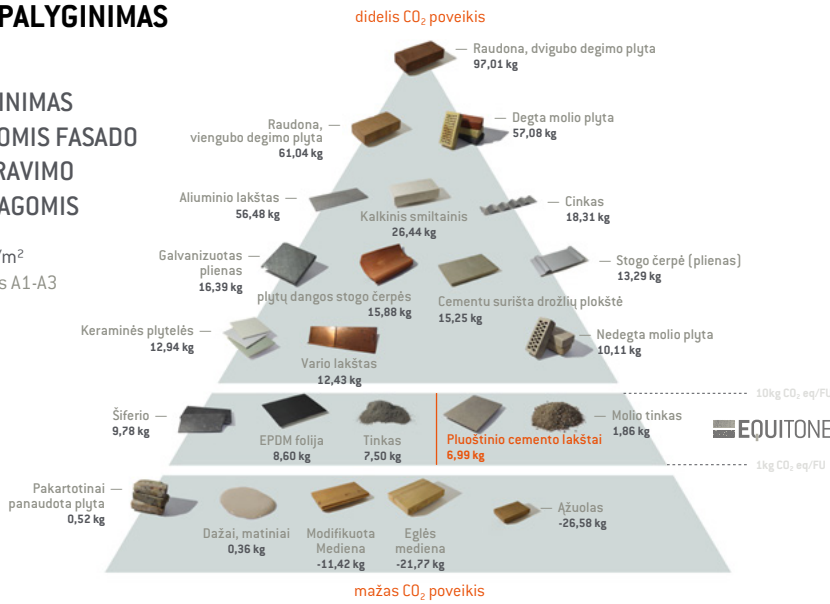 PALYGINIMAS
INIMAS
OMIS FASADO
RAVIMO
AGOMIS
/m²
s A1-A3
didelis CO₂ poveikis
Raudona, dvigubo degimo plyta
97,01 kg
Raudona,
viengubo degimo plyta
61,04 kg
Degta molio plyta
57,08 kg
Aliuminio lakštas
56,48 kg
Kalkinis smiltainis
26,44 kg
Cinkas
18,31 kg
Galvanizuotas
plienas
16,39 kg
plytų dangos stogo čerpės
15,88 kg
Cementu surišta drožlių plokštė
15,25 kg
Stogo čerpė (plienas)
13,29 kg
Keraminės plytelės
12,94 kg
Vario lakštas
12,43 kg
Nedegta molio plyta
10,11 kg
10kg CO₂ eq/FU
Šiferio
9,78 kg
EPDM folija
8,60 kg
Tinkas
7,50 kg
Pluoštinio cemento lakštai
6,99 kg
Molio tinkas
1,86 kg
EQUITONE
1kg CO₂ eq/FU
Pakartotinai
panaudota plyta
0,52 kg
Dažai, matiniai
0,36 kg
Modifikuota
Mediena
-11,42 kg
Eglės
mediena
-21,77 kg
Ąžuolas
-26,58 kg
mažas CO₂ poveikis